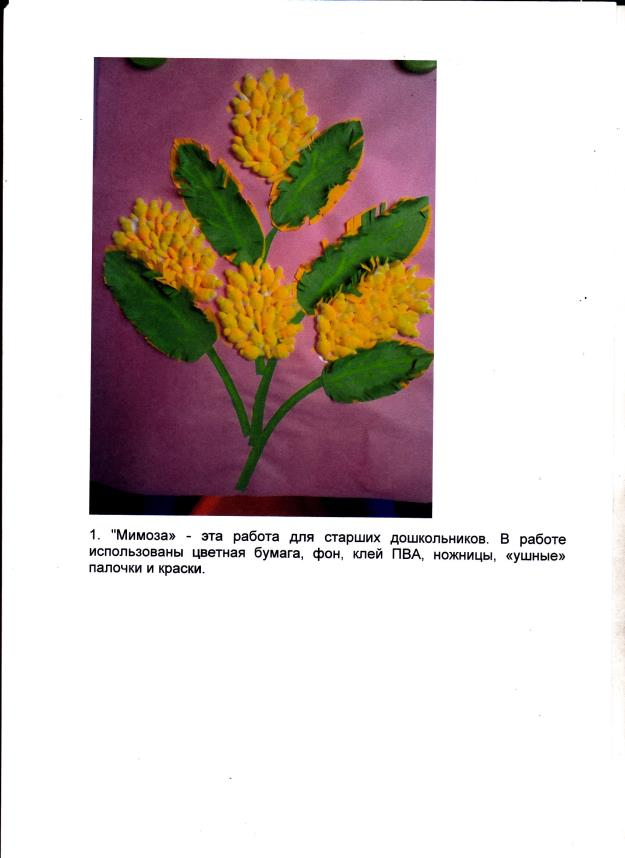 1. "Мимоза» - эта работа для старших дошкольников. В работе
использованы цветная бумага, фон, клей ПВА, ножницы, «ушные»
палочки и краски.